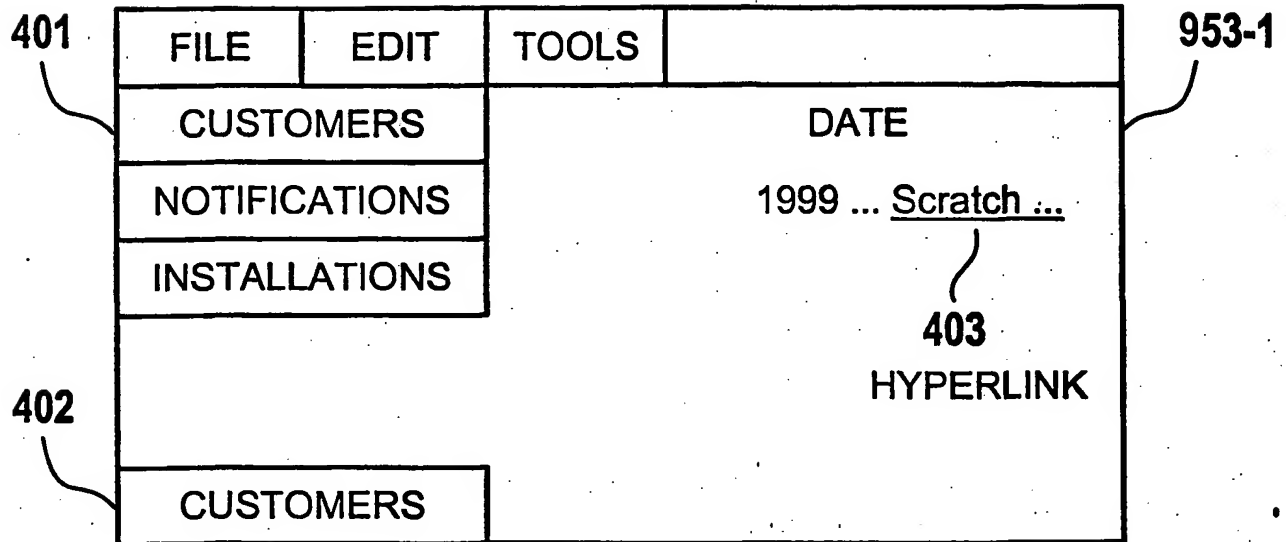 401 FILE EDIT TOOLS 953-1
CUSTOMERS DATE
NOTIFICATIONS 1999 ... Scratch ...
INSTALLATIONS
403
HYPERLINK
402
CUSTOMERS